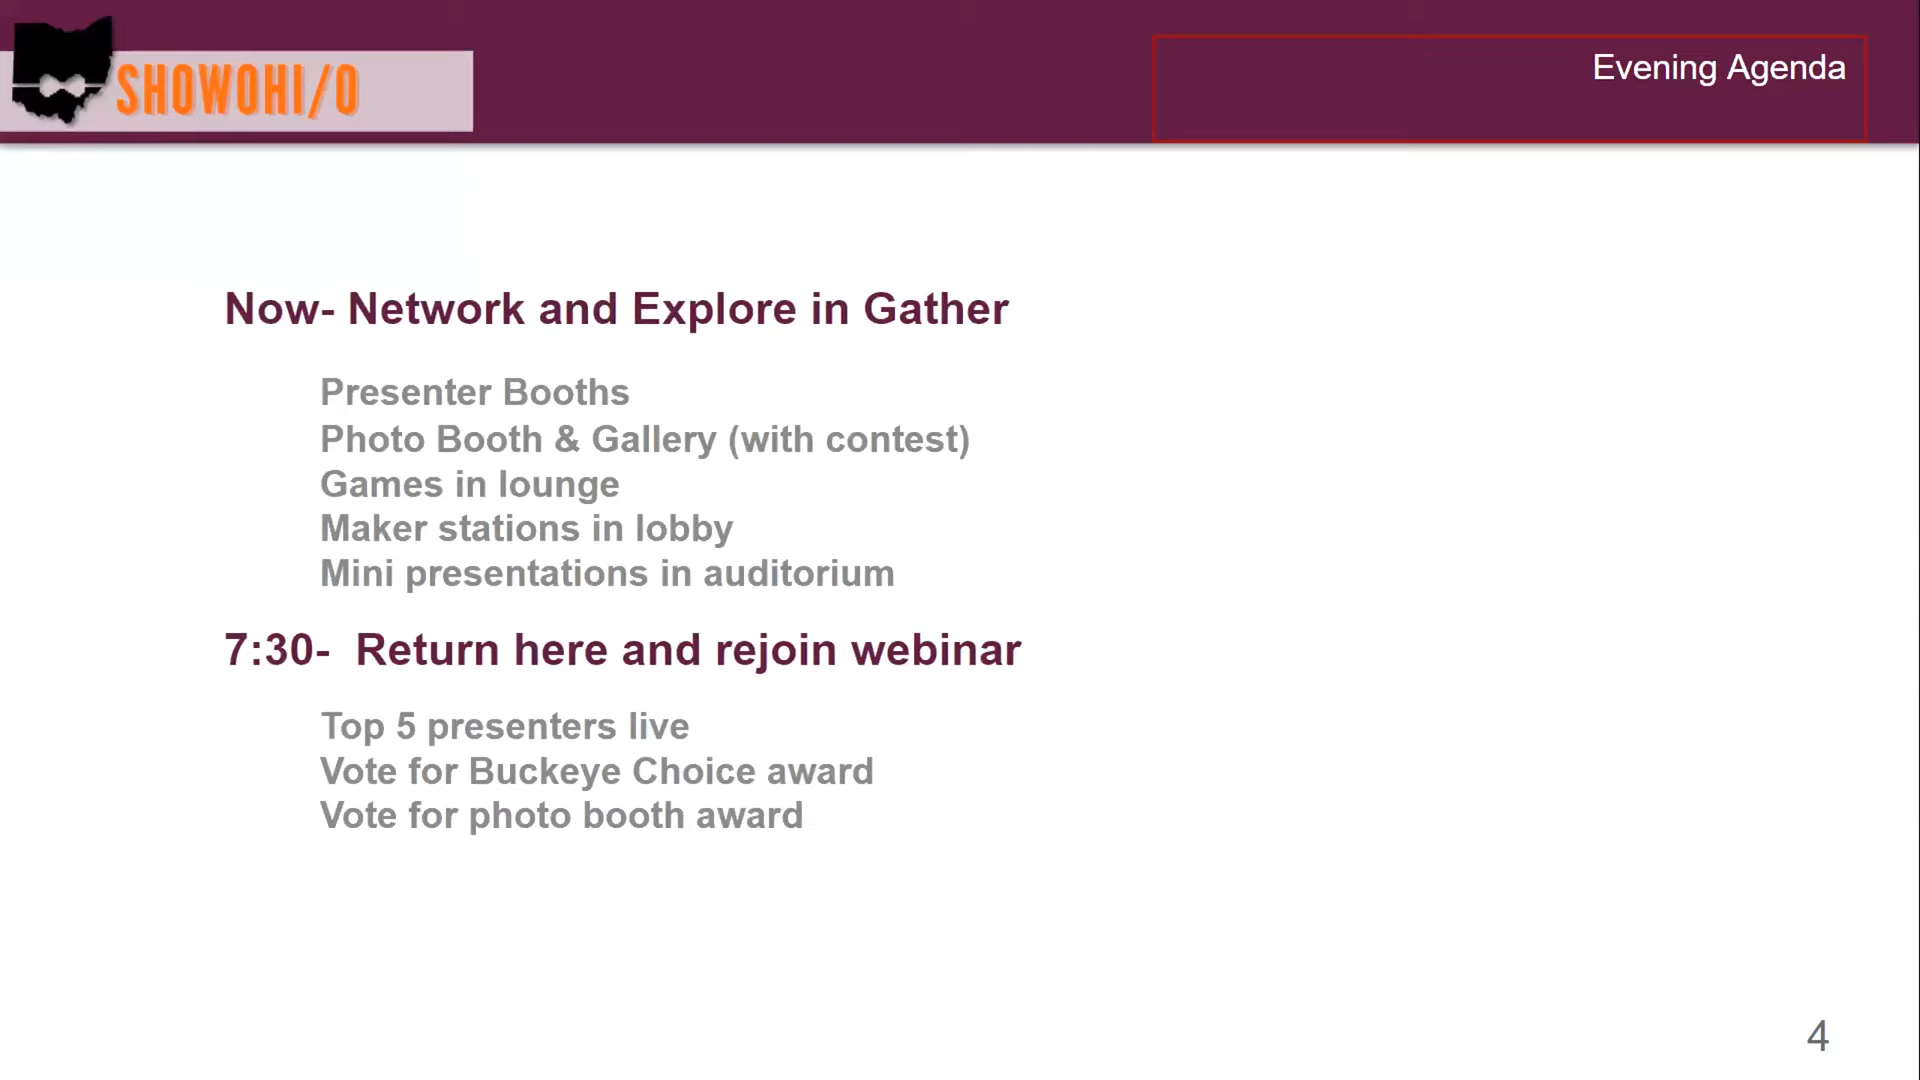 SHOWOHI/O
Evening Agenda
Now- Network and Explore in Gather
Presenter Booths
Photo Booth & Gallery (with contest)
Games in lounge
Maker stations in lobby
Mini presentations in auditorium
7:30- Return here and rejoin webinar
Top 5 presenters live
Vote for Buckeye Choice award
Vote for photo booth award
4